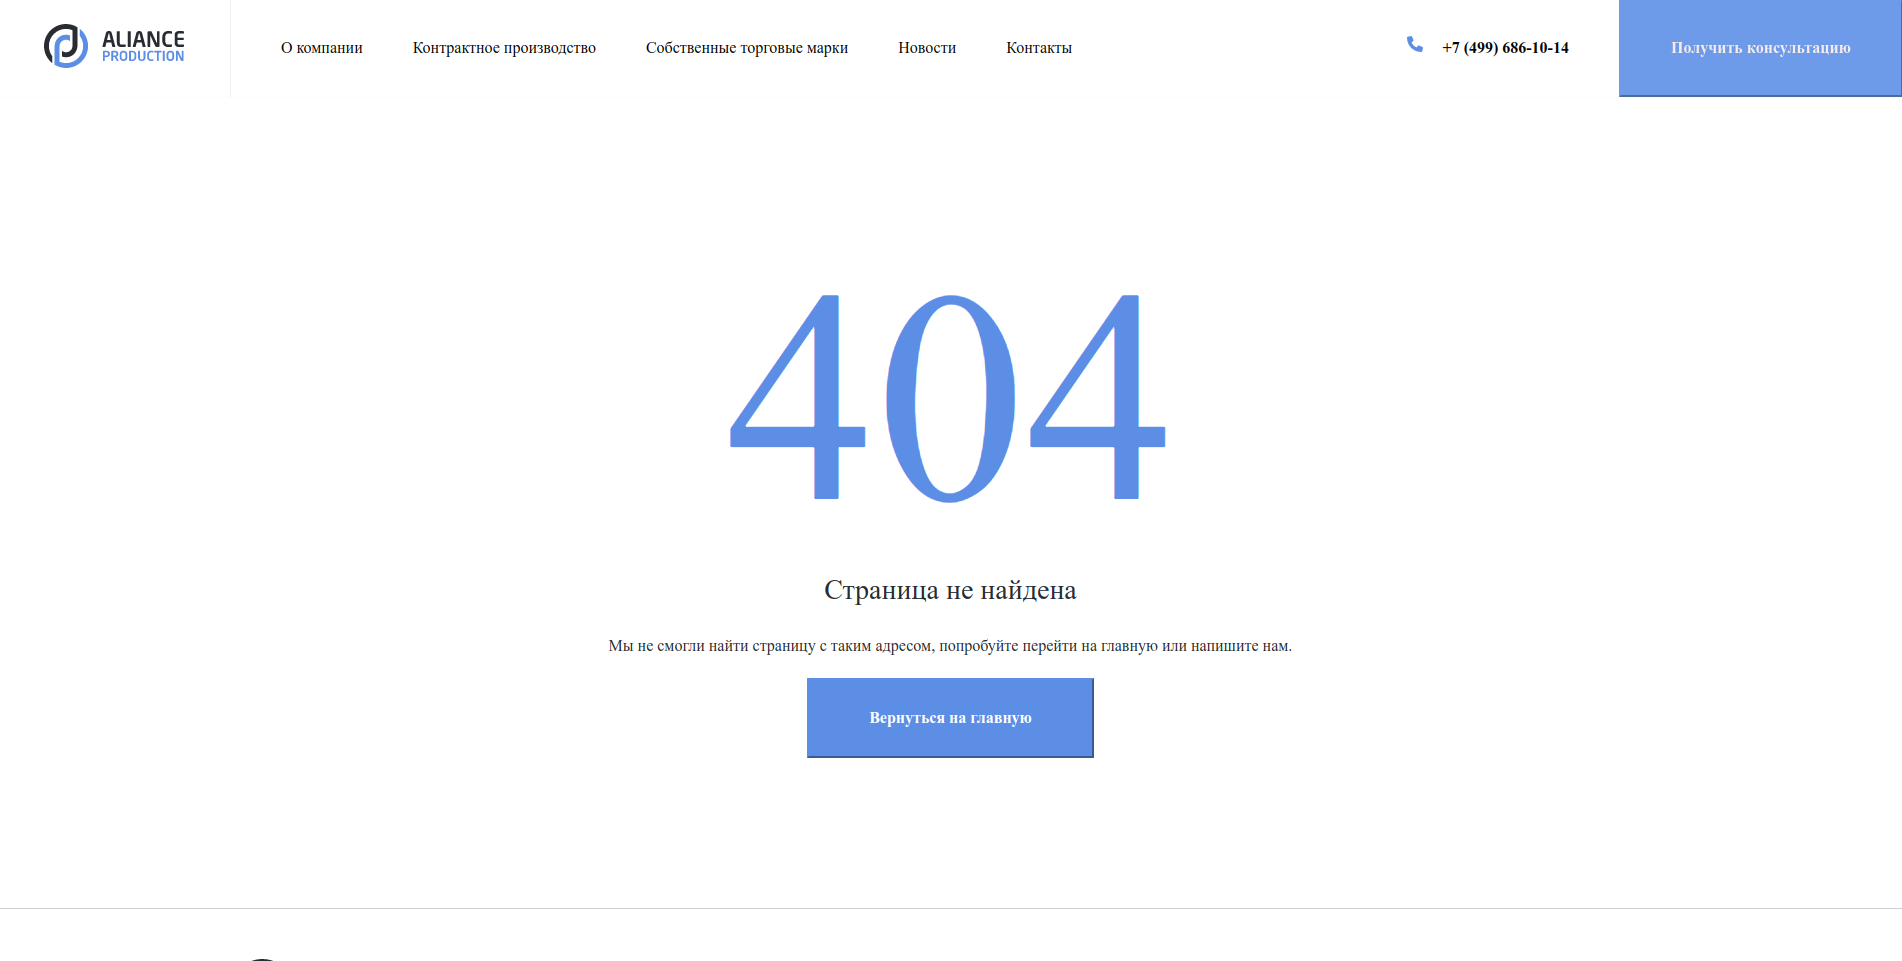 ALIANCE
PRODUCTION
О компании
Контрактное производство
Собственные торговые марки
Новости
Контакты
+7 (499) 686-10-14
Получить консультацию
404
Страница не найдена
Мы не смогли найти страницу с таким адресом, попробуйте перейти на главную или напишите нам.
Вернуться на главную